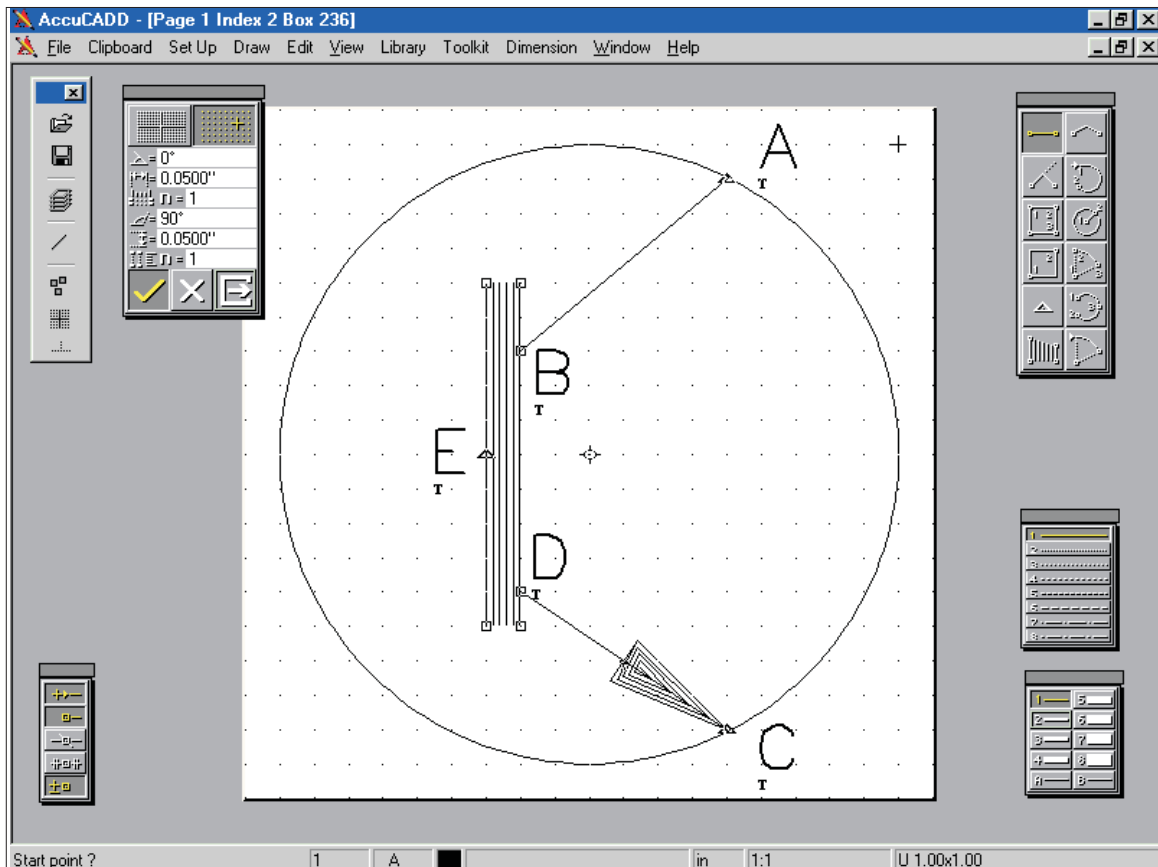 AccuCADD - [Page 1 Index 2 Box 236]
File Clipboard Set Up Draw Edit View Library Toolkit Dimension Window Help
= 0°
= 0.0500"
n = 1
= 90°
= 0.0500"
n = 1
A
T
B
T
E
T
D
T
C
T
1
2
3
4
5
6
7
8
1 5
2 6
3 7
4 8
A B
Start point ? 1 A in 1:1 U 1.00x1.00